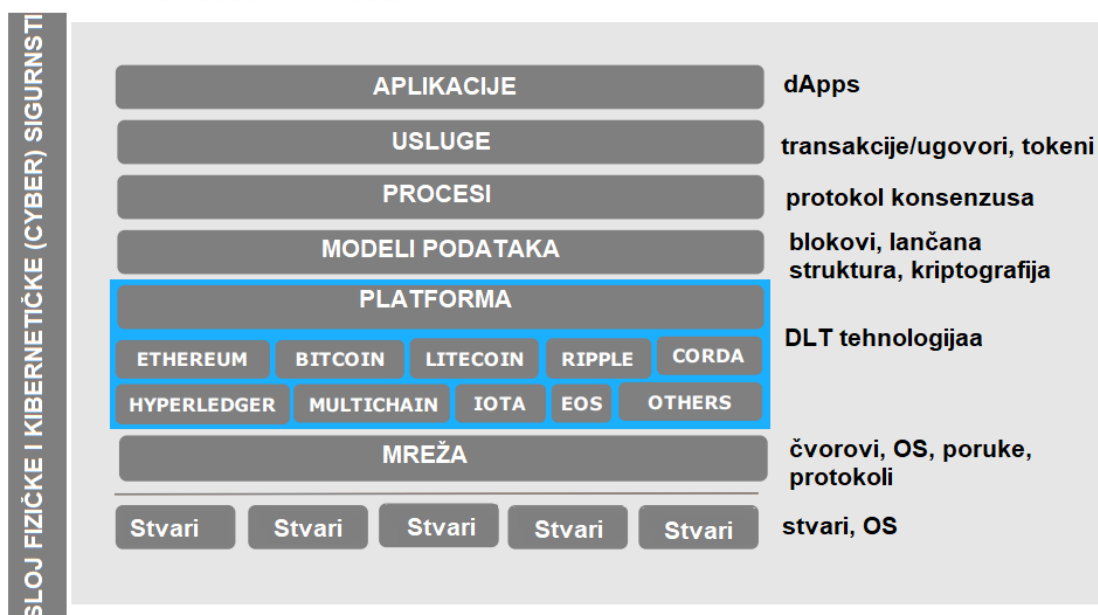 SLOJ FIZIČKE I KIBERNETIČKE (CYBER) SIGURNSTI
APLIKACIJE
dApps
USLUGE
transakcije/ugovori, tokeni
PROCESI
protokol konsenzusa
MODELI PODATAKA
blokovi, lančana
struktura, kriptografija
PLATFORMA
DLT tehnologijaa
ETHEREUM BITCOIN LITECOIN RIPPLE CORDA
HYPERLEDGER MULTICHAIN IOTA EOS OTHERS
MREŽA
čvorovi, OS, poruke,
protokoli
Stvari Stvari Stvari Stvari Stvari
stvari, OS